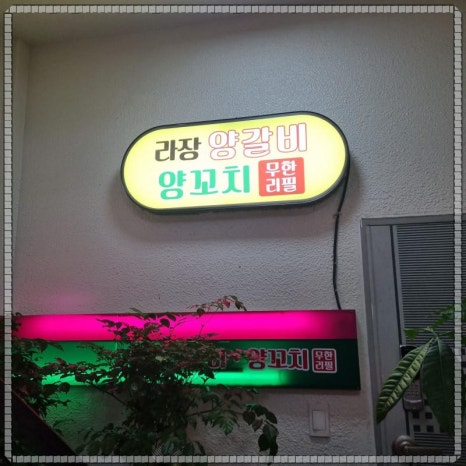 라장 양갈비
양꼬치 무한
리필
양꼬치 무한
리필